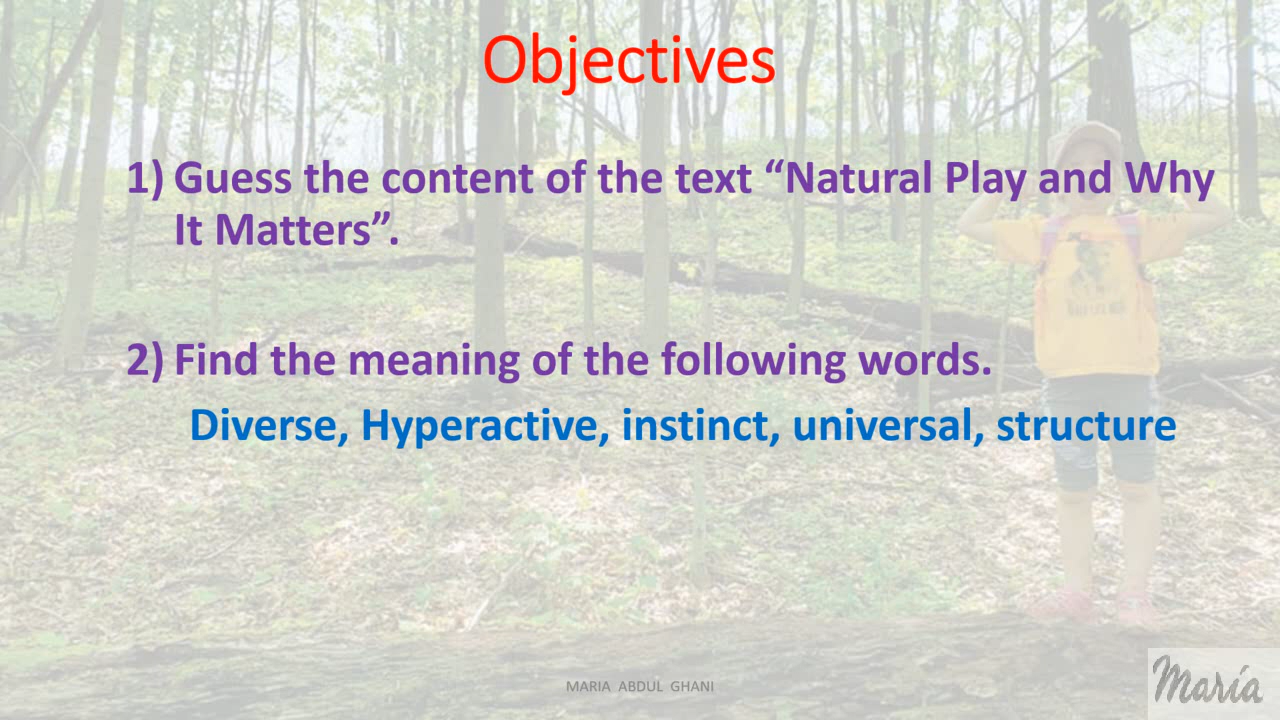 Objectives
1) Guess the content of the text “Natural Play and Why
It Matters”.
2) Find the meaning of the following words.
Diverse, Hyperactive, instinct, universal, structure
MARIA ABDUL GHANI
María